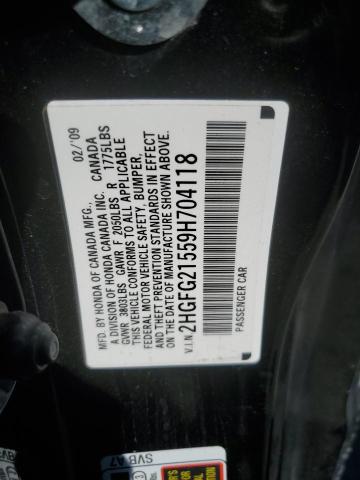 MFD. BY HONDA OF CANADA MFG., 02/'09
A DIVISION OF HONDA CANADA INC. CANADA
GVWR 3803LBS GAWR F 2050LBS R 1775LBS
THIS VEHICLE CONFORMS TO ALL APPLICABLE
FEDERAL MOTOR VEHICLE SAFETY, BUMPER,
AND THEFT PREVENTION STANDARDS IN EFFECT
ON THE DATE OF MANUFACTURE SHOWN ABOVE.
V.I.N. 2HGFG21559H704118
PASSENGER CAR
SVB A7